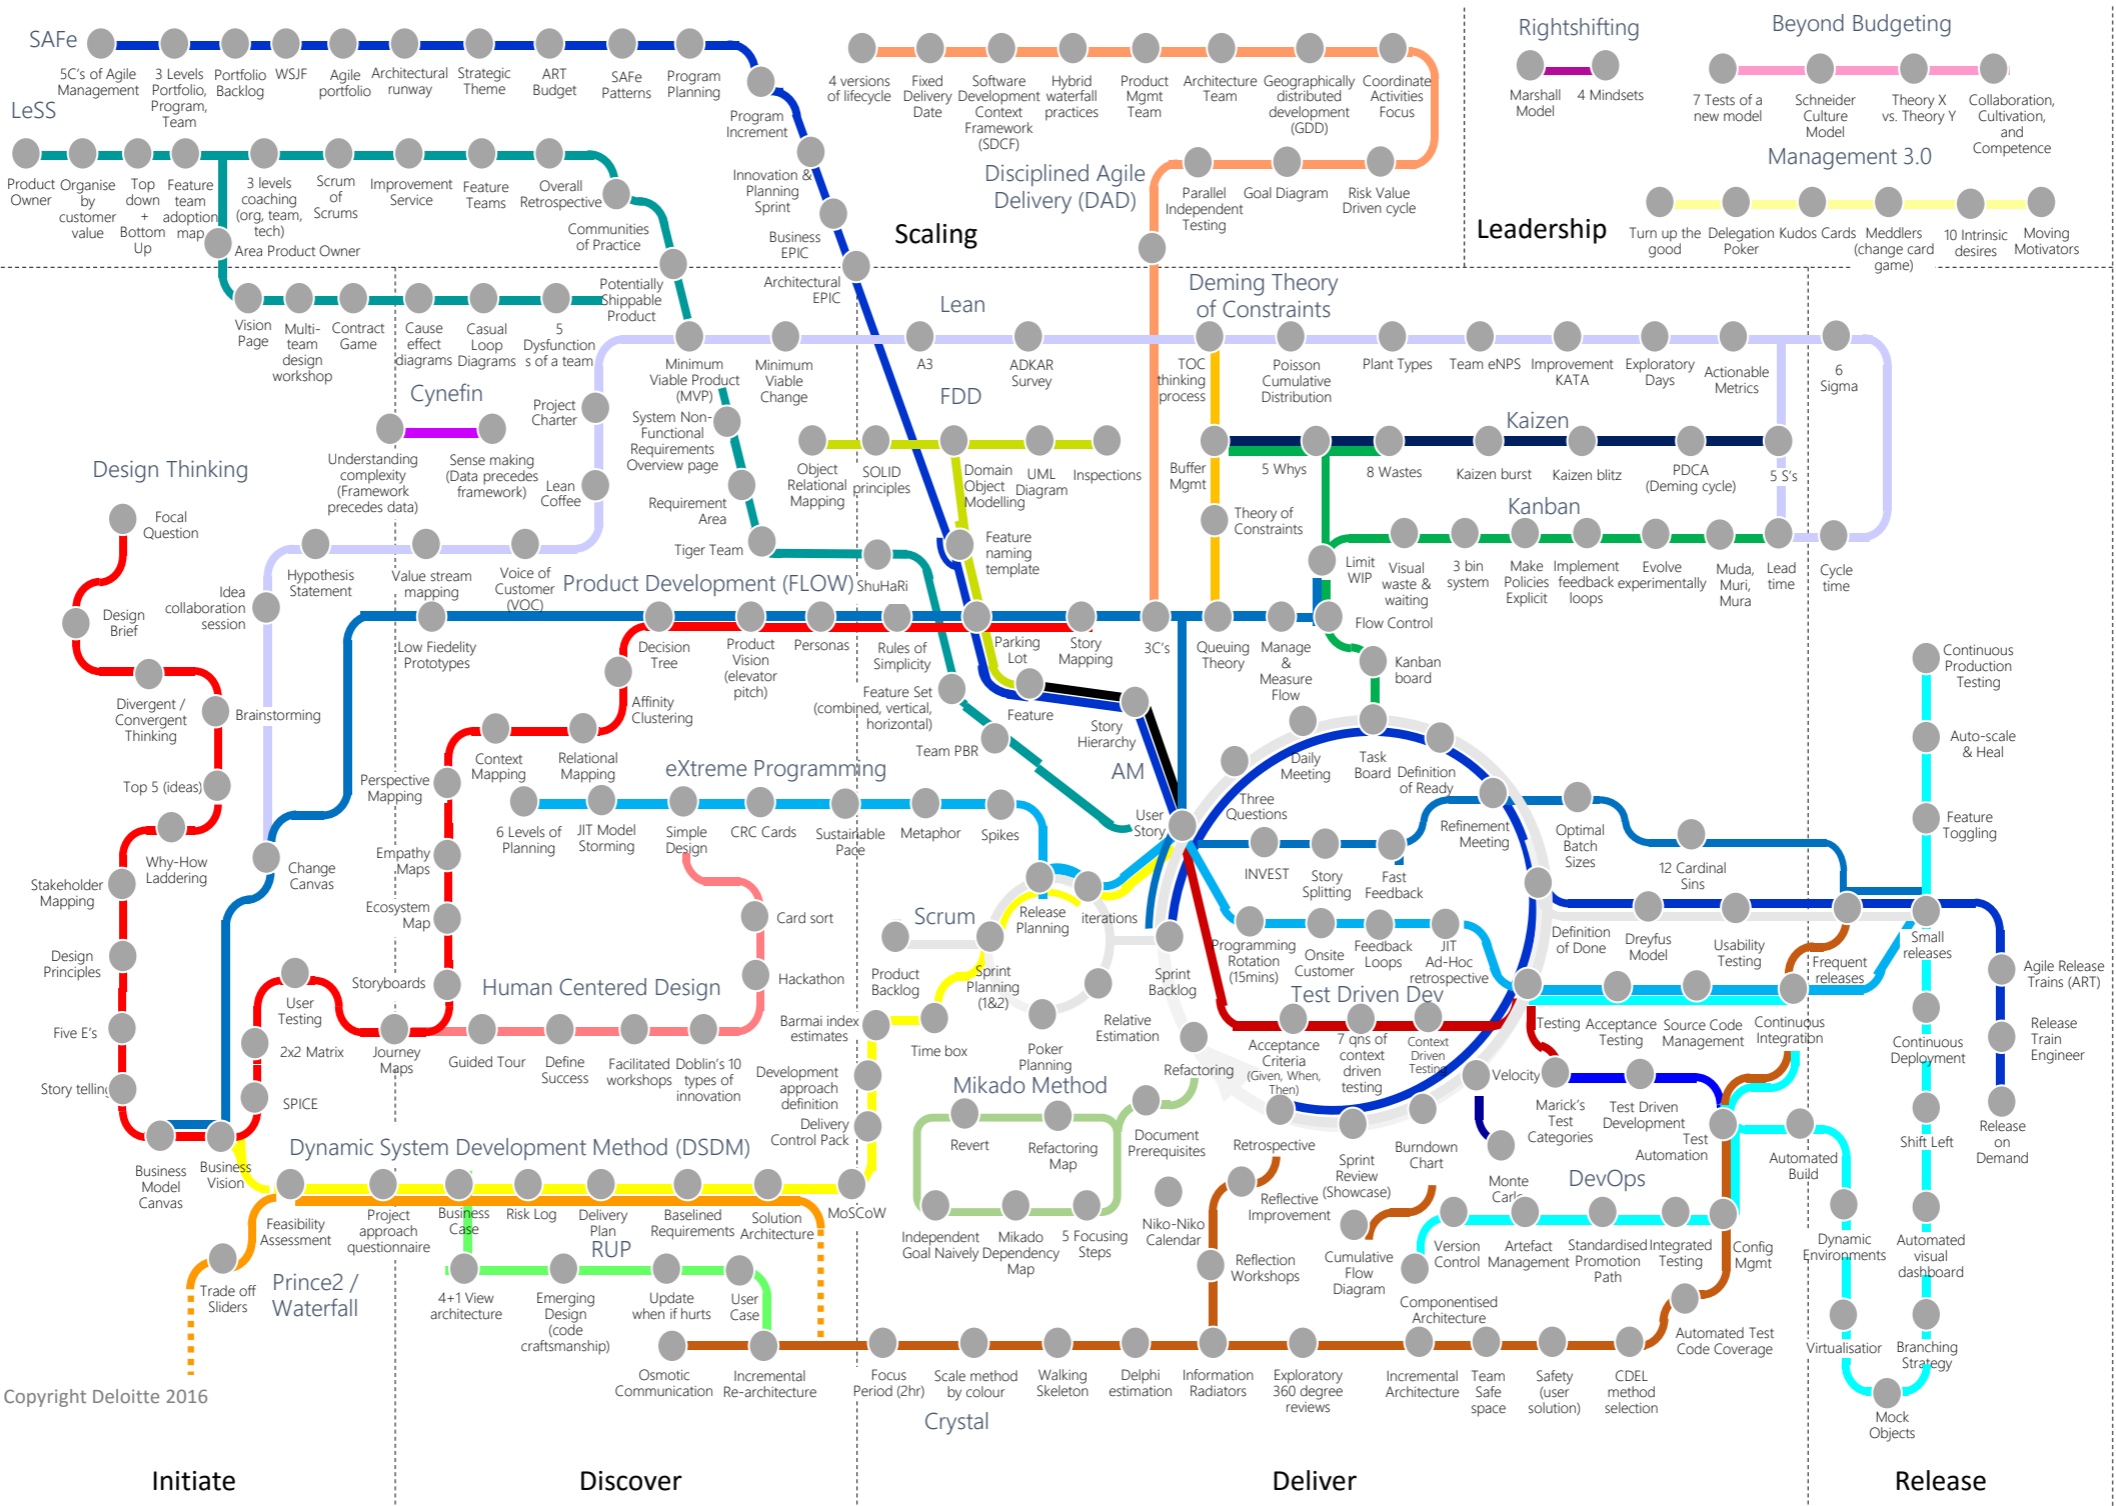 SAFe
5C's of Agile
Management
3 Levels
Portfolio,
Program,
Team
Portfolio
Backlog
WSJF
Agile
portfolio
Architectural
runway
Strategic
Theme
ART
Budget
SAFe
Patterns
Program
Planning
Program
Increment
Innovation &
Planning
Sprint
Business
EPIC
Architectural
EPIC
LeSS
Product
Owner
Organise
by
customer
value
Top
down
+
Bottom
Up
Feature
team
adoption
map
3 levels
coaching
(org, team,
tech)
Scrum
of
Scrums
Improvement
Service
Feature
Teams
Overall
Retrospective
Communities
of Practice
Area Product Owner
Potentially
Shippable
Product
Vision
Page
Multi-
team
design
workshop
Contract
Game
Cause
effect
diagrams
Casual
Loop
Diagrams
5
Dysfunction
s of a team
4 versions
of lifecycle
Fixed
Delivery
Date
Software
Development
Context
Framework
(SDCF)
Hybrid
waterfall
practices
Product
Mgmt
Team
Architecture
Team
Geographically
distributed
development
(GDD)
Coordinate
Activities
Focus
Disciplined Agile
Delivery (DAD)
Parallel
Independent
Testing
Goal Diagram
Risk Value
Driven cycle
Scaling
Rightshifting
Marshall
Model
4 Mindsets
Beyond Budgeting
7 Tests of a
new model
Schneider
Culture
Model
Theory X
vs. Theory Y
Collaboration,
Cultivation,
and
Competence
Management 3.0
Leadership
Turn up the
good
Delegation
Poker
Kudos Cards
Meddlers
(change card
game)
10 Intrinsic
desires
Moving
Motivators
Lean
Minimum
Viable Product
(MVP)
Minimum
Viable
Change
A3
ADKAR
Survey
Deming Theory
of Constraints
TOC
thinking
process
Poisson
Cumulative
Distribution
Plant Types
Team eNPS
Improvement
KATA
Exploratory
Days
Actionable
Metrics
6
Sigma
Cynefin
Understanding
complexity
(Framework
precedes data)
Sense making
(Data precedes
framework)
Project
Charter
Lean
Coffee
System Non-
Functional
Requirements
Overview page
Requirement
Area
Tiger Team
FDD
Object
Relational
Mapping
SOLID
principles
Domain
Object
Modelling
UML
Diagram
Inspections
Feature
naming
template
Kaizen
Buffer
Mgmt
5 Whys
8 Wastes
Kaizen burst
Kaizen blitz
PDCA
(Deming cycle)
5 S's
Theory of
Constraints
Kanban
Limit
WIP
Visual
waste &
waiting
3 bin
system
Make
Policies
Explicit
Implement
feedback
loops
Evolve
experimentally
Muda,
Muri,
Mura
Lead
time
Cycle
time
Design Thinking
Focal
Question
Design
Brief
Divergent /
Convergent
Thinking
Brainstorming
Top 5 (ideas)
Why-How
Laddering
Stakeholder
Mapping
Design
Principles
Five E's
Story telling
Business
Model
Canvas
Business
Vision
SPICE
2x2 Matrix
User
Testing
Journey
Maps
Idea
collaboration
session
Hypothesis
Statement
Value stream
mapping
Voice of
Customer
(VOC)
Change
Canvas
Product Development (FLOW)
ShuHaRi
Low Fiedelity
Prototypes
Decision
Tree
Product
Vision
(elevator
pitch)
Personas
Rules of
Simplicity
Parking
Lot
Story
Mapping
3C's
Queuing
Theory
Manage
&
Measure
Flow
Flow Control
Kanban
board
Affinity
Clustering
Relational
Mapping
Context
Mapping
Perspective
Mapping
Empathy
Maps
Ecosystem
Map
Storyboards
Feature Set
(combined, vertical,
horizontal)
Team PBR
Feature
Story
Hierarchy
AM
User
Story
eXtreme Programming
6 Levels of
Planning
JIT Model
Storming
Simple
Design
CRC Cards
Sustainable
Pace
Metaphor
Spikes
Release
Planning
iterations
Human Centered Design
Card sort
Hackathon
Guided Tour
Define
Success
Facilitated
workshops
Doblin's 10
types of
innovation
Scrum
Product
Backlog
Sprint
Planning
(1&2)
Poker
Planning
Relative
Estimation
Sprint
Backlog
Barmai index
estimates
Time box
Development
approach
definition
Delivery
Control Pack
MoSCoW
Three
Questions
Daily
Meeting
Task
Board
Definition
of Ready
Refinement
Meeting
INVEST
Story
Splitting
Fast
Feedback
Optimal
Batch
Sizes
12 Cardinal
Sins
Programming
Rotation
(15mins)
Onsite
Customer
Feedback
Loops
JIT
Ad-Hoc
retrospective
Definition
of Done
Dreyfus
Model
Usability
Testing
Frequent
releases
Small
releases
Test Driven Dev
Acceptance
Criteria
(Given, When,
Then)
7 qns of
context
driven
testing
Context
Driven
Testing
Testing
Acceptance
Testing
Source Code
Management
Continuous
Integration
Velocity
Marick's
Test
Categories
Test Driven
Development
Test
Automation
Monte
Refactoring
Retrospective
Sprint
Review
(Showcase)
Burndown
Chart
Mikado Method
Revert
Refactoring
Map
Document
Prerequisites
Independent
Goal Naively
Mikado
Dependency
Map
5 Focusing
Steps
Niko-Niko
Calendar
Reflective
Improvement
Reflection
Workshops
Cumulative
Flow
Diagram
DevOps
Version
Control
Artefact
Management
Standardised
Promotion
Path
Integrated
Testing
Config
Mgmt
Componentised
Architecture
Automated Test
Code Coverage
Automated
Build
Dynamic
Environments
Mock
Objects
Branching
Strategy
Automated
visual
dashboard
Shift Left
Continuous
Deployment
Feature
Toggling
Auto-scale
& Heal
Continuous
Production
Testing
Agile Release
Trains (ART)
Release
Train
Engineer
Release
on
Demand
Dynamic System Development Method (DSDM)
Feasibility
Assessment
Project
approach
questionnaire
Business
Case
Risk Log
Delivery
Plan
Baselined
Requirements
Solution
Architecture
Trade off
Sliders
Prince2 /
Waterfall
RUP
4+1 View
architecture
Emerging
Design
(code
craftsmanship)
Update
when if hurts
User
Case
Osmotic
Communication
Incremental
Re-architecture
Focus
Period (2hr)
Scale method
by colour
Walking
Skeleton
Delphi
estimation
Information
Radiators
Exploratory
360 degree
reviews
Incremental
Architecture
Team
Safe
space
Safety
(user
solution)
CDEL
method
selection
Crystal
Copyright Deloitte 2016
Initiate
Discover
Deliver
Release